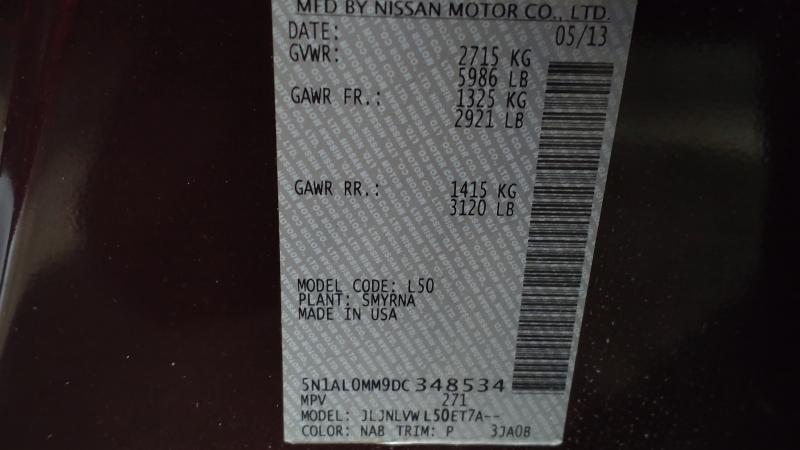 MFD BY NISSAN MOTOR CO., LTD.
DATE: 05/13
GVWR: 2715 KG
5986 LB
GAWR FR.: 1325 KG
2921 LB
GAWR RR.: 1415 KG
3120 LB
MODEL CODE: L50
PLANT: SMYRNA
MADE IN USA
5N1AL0MM9DC348534
MPV 271
MODEL: JLJNLVWL50ET7A--
COLOR: NAB TRIM: P 3JA0B